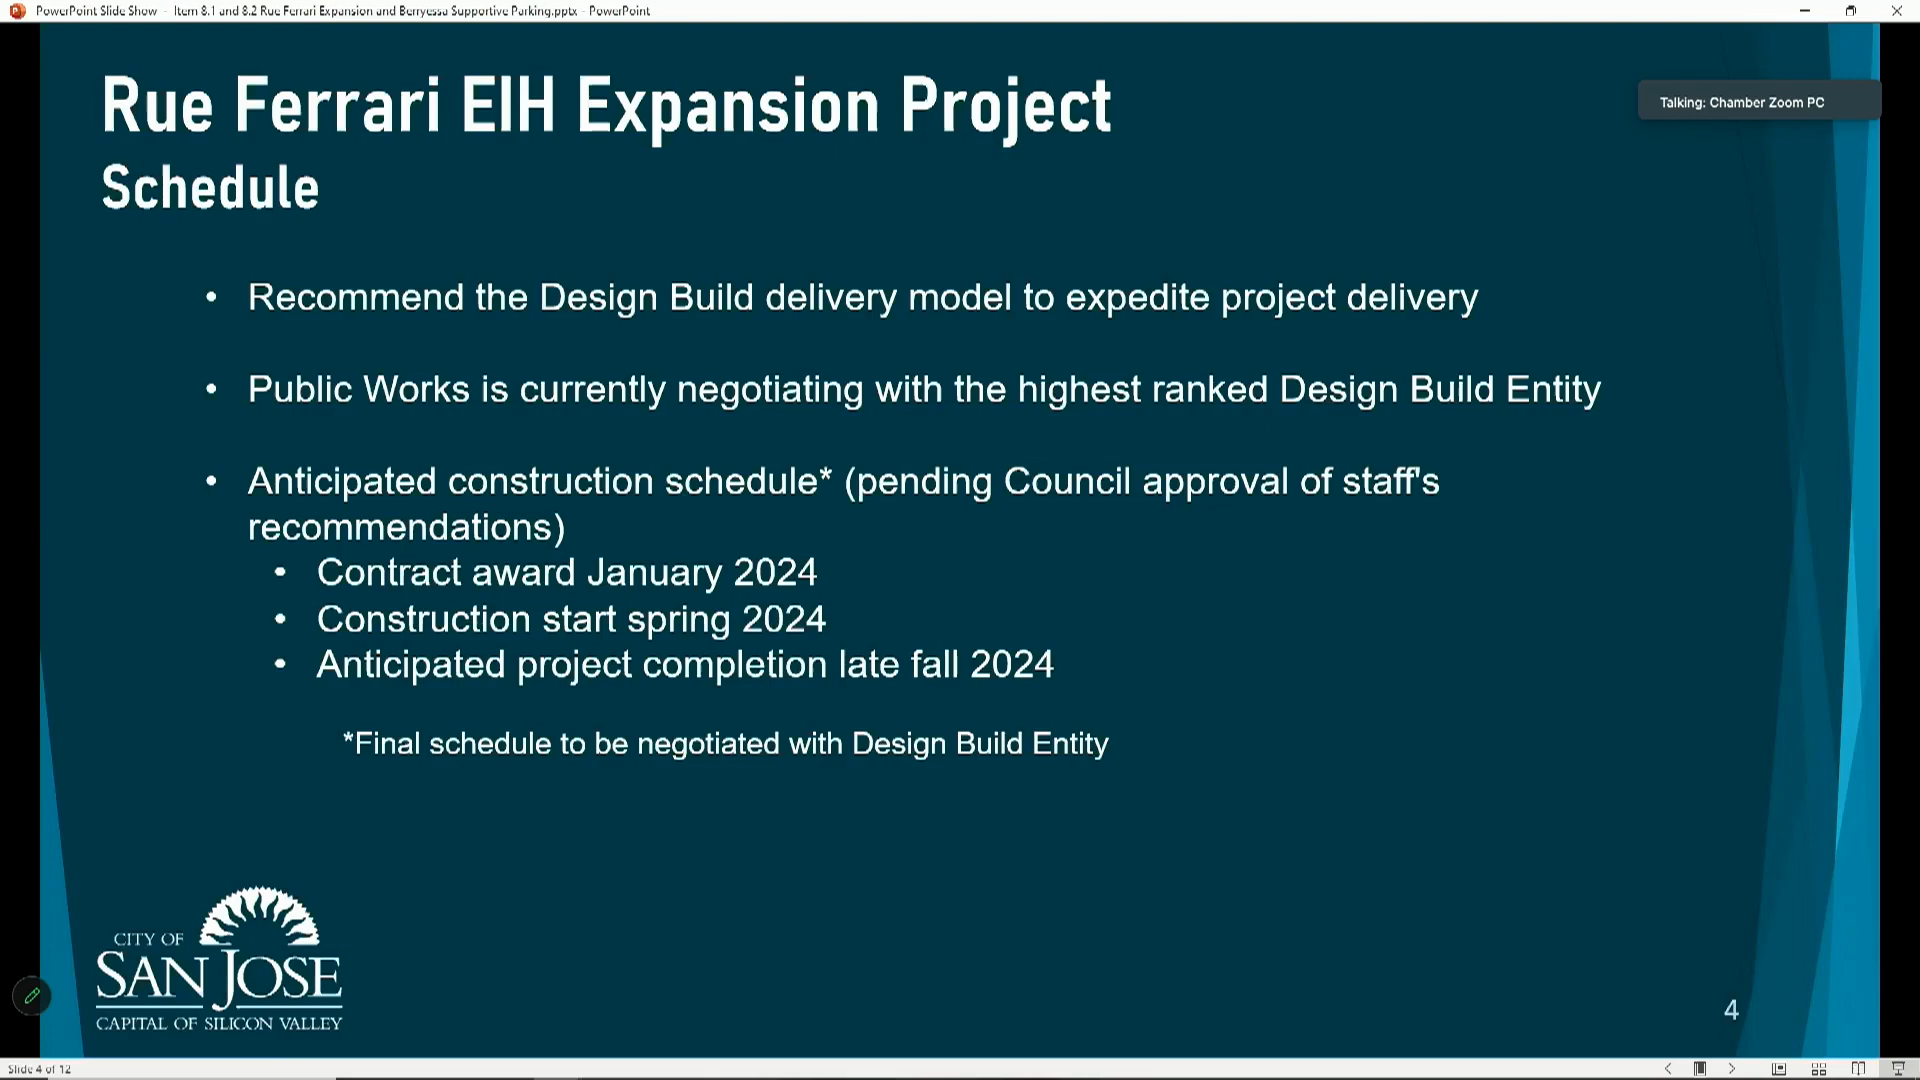 PowerPoint Slide Show - Item 8.1 and 8.2 Rue Ferrari Expansion and Berryessa Supportive Parking.pptx - PowerPoint
Rue Ferrari EIH Expansion Project
Talking: Chamber Zoom PC
Schedule
• Recommend the Design Build delivery model to expedite project delivery
• Public Works is currently negotiating with the highest ranked Design Build Entity
• Anticipated construction schedule* (pending Council approval of staff's
recommendations)
• Contract award January 2024
• Construction start spring 2024
• Anticipated project completion late fall 2024
*Final schedule to be negotiated with Design Build Entity
CITY OF
SAN JOSE
CAPITAL OF SILICON VALLEY
4
Slide 4 of 12